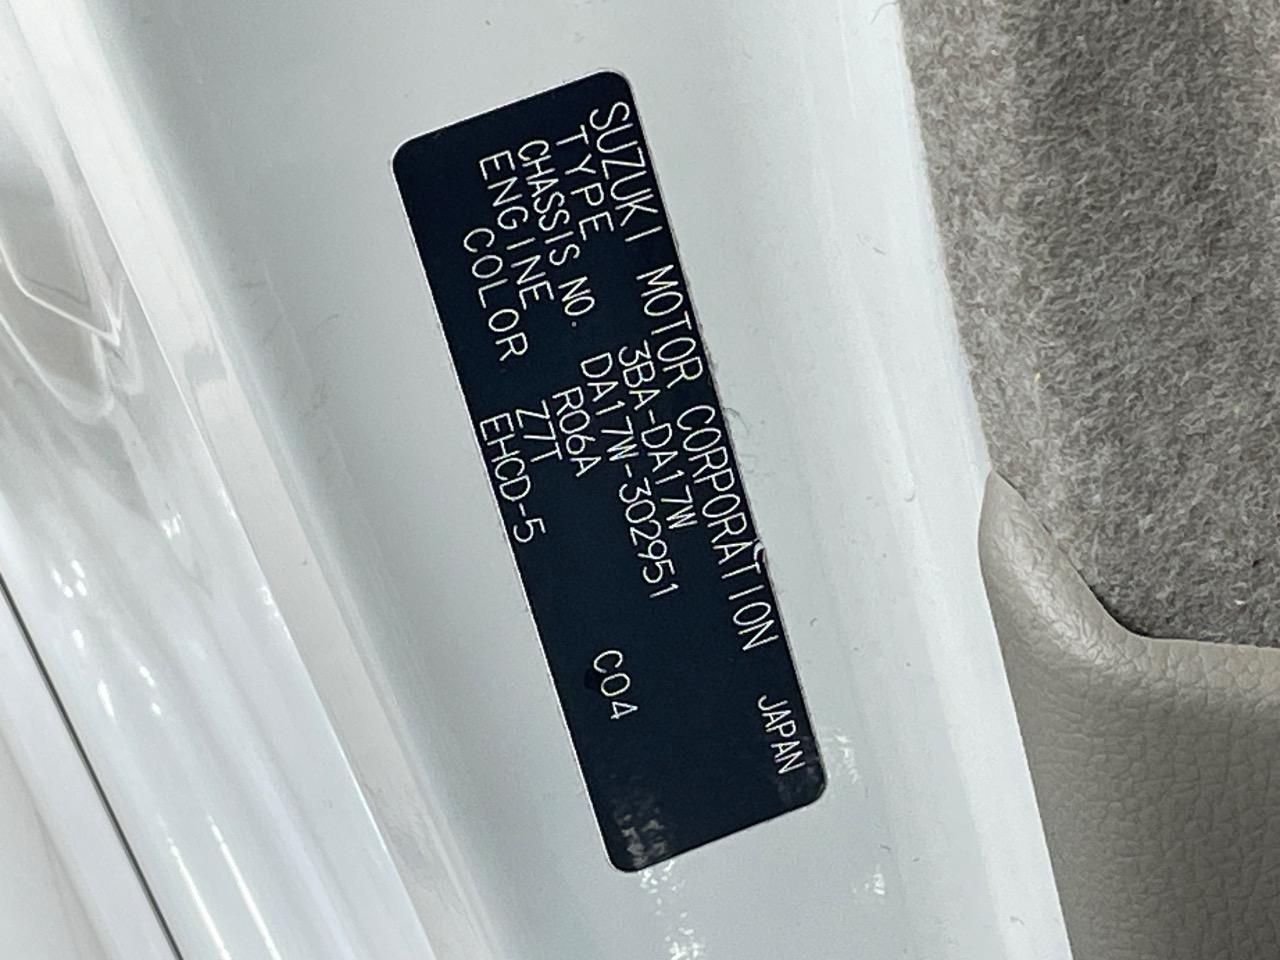 SUZUKI MOTOR CORPORATION JAPAN
TYPE 3BA-DA17W
CHASSIS NO. DA17W-302951
ENGINE R06A
COLOR Z7T C04
EHCD-5